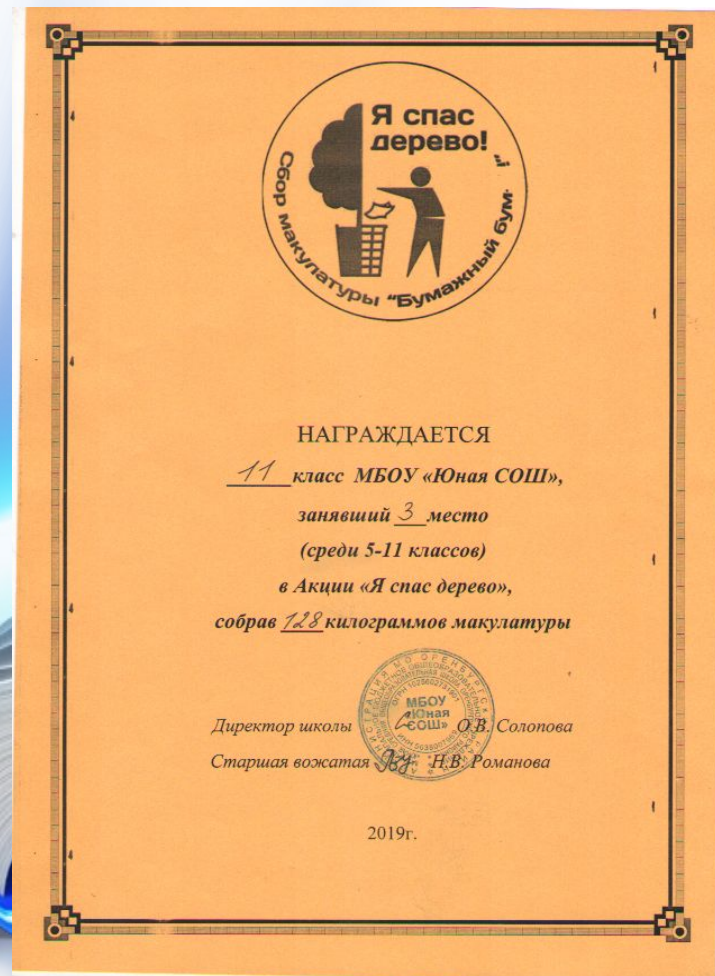 Я спас
дерево!
Сбор макулатуры "Бумажный бум"
НАГРАЖДАЕТСЯ
11 класс МБОУ «Юная СОШ»,
занявший 3 место
(среди 5-11 классов)
в Акции «Я спас дерево»,
собрав 128 килограммов макулатуры
МБОУ
«Юная
СОШ»
Директор школы О.В. Солопова
Старшая вожатая Н.В. Романова
2019г.